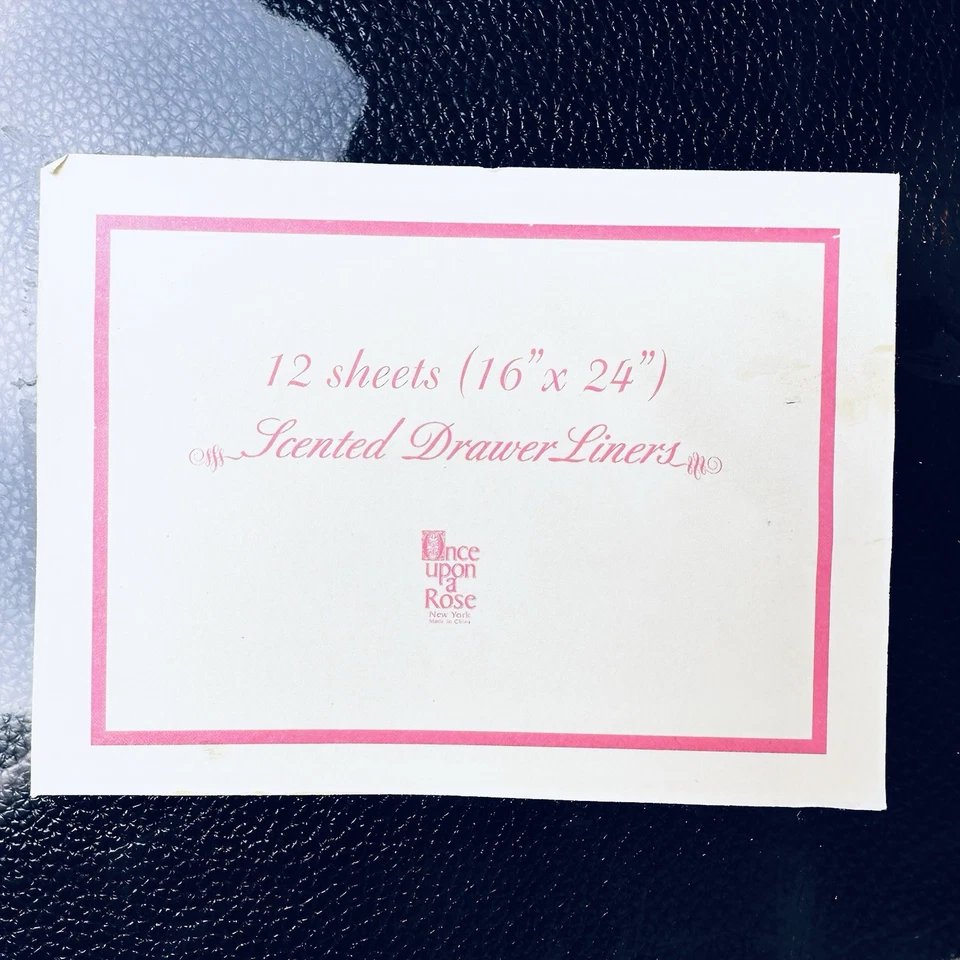 12 sheets (16” x 24”)
Scented Drawer Liners
Once
upon
a
Rose
New York
Made in China